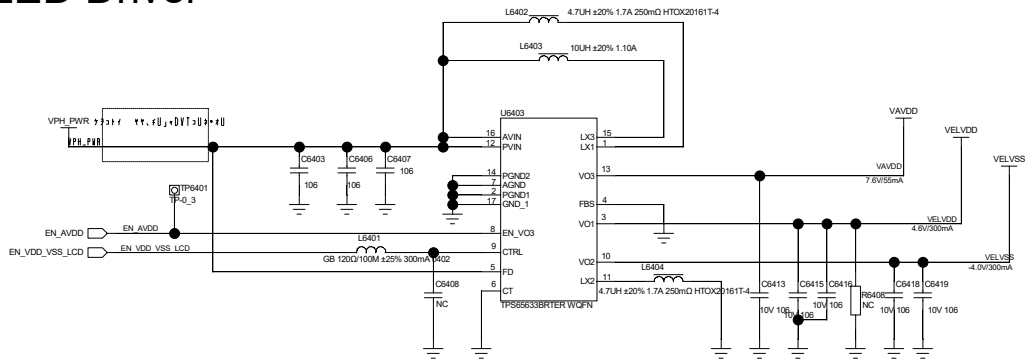 L6402
4.7UH ±20% 1.7A 250mΩ HTOX20161T-4
L6403
10UH ±20% 1.10A
VPH_PWR
VPH_PWR
U6403
16 AVIN
12 PVIN
LX3 15
LX1 1
C6403
106
C6406
106
C6407
106
14 PGND2
7 AGND
2 PGND1
17 GND_1
VO3 13
FBS 4
VO1 3
VAVDD
VAVDD
7.6V/55mA
VELVDD
VELVDD
4.6V/300mA
VELVSS
VELVSS
-4.0V/300mA
TP6401
TP-0_3
EN_AVDD
EN_AVDD
8 EN_VO3
EN_VDD_VSS_LCD
EN_VDD_VSS_LCD
L6401
GB 120Ω/100M ±25% 300mA 0402
9 CTRL
5 FD
6 CT
VO2 10
LX2 11
L6404
4.7UH ±20% 1.7A 250mΩ HTOX20161T-4
C6408
NC
TPS65633BRTER WQFN
C6413
10V 106
C6415
10V 106
C6416
10V 106
R6408
NC
C6418
10V 106
C6419
10V 106